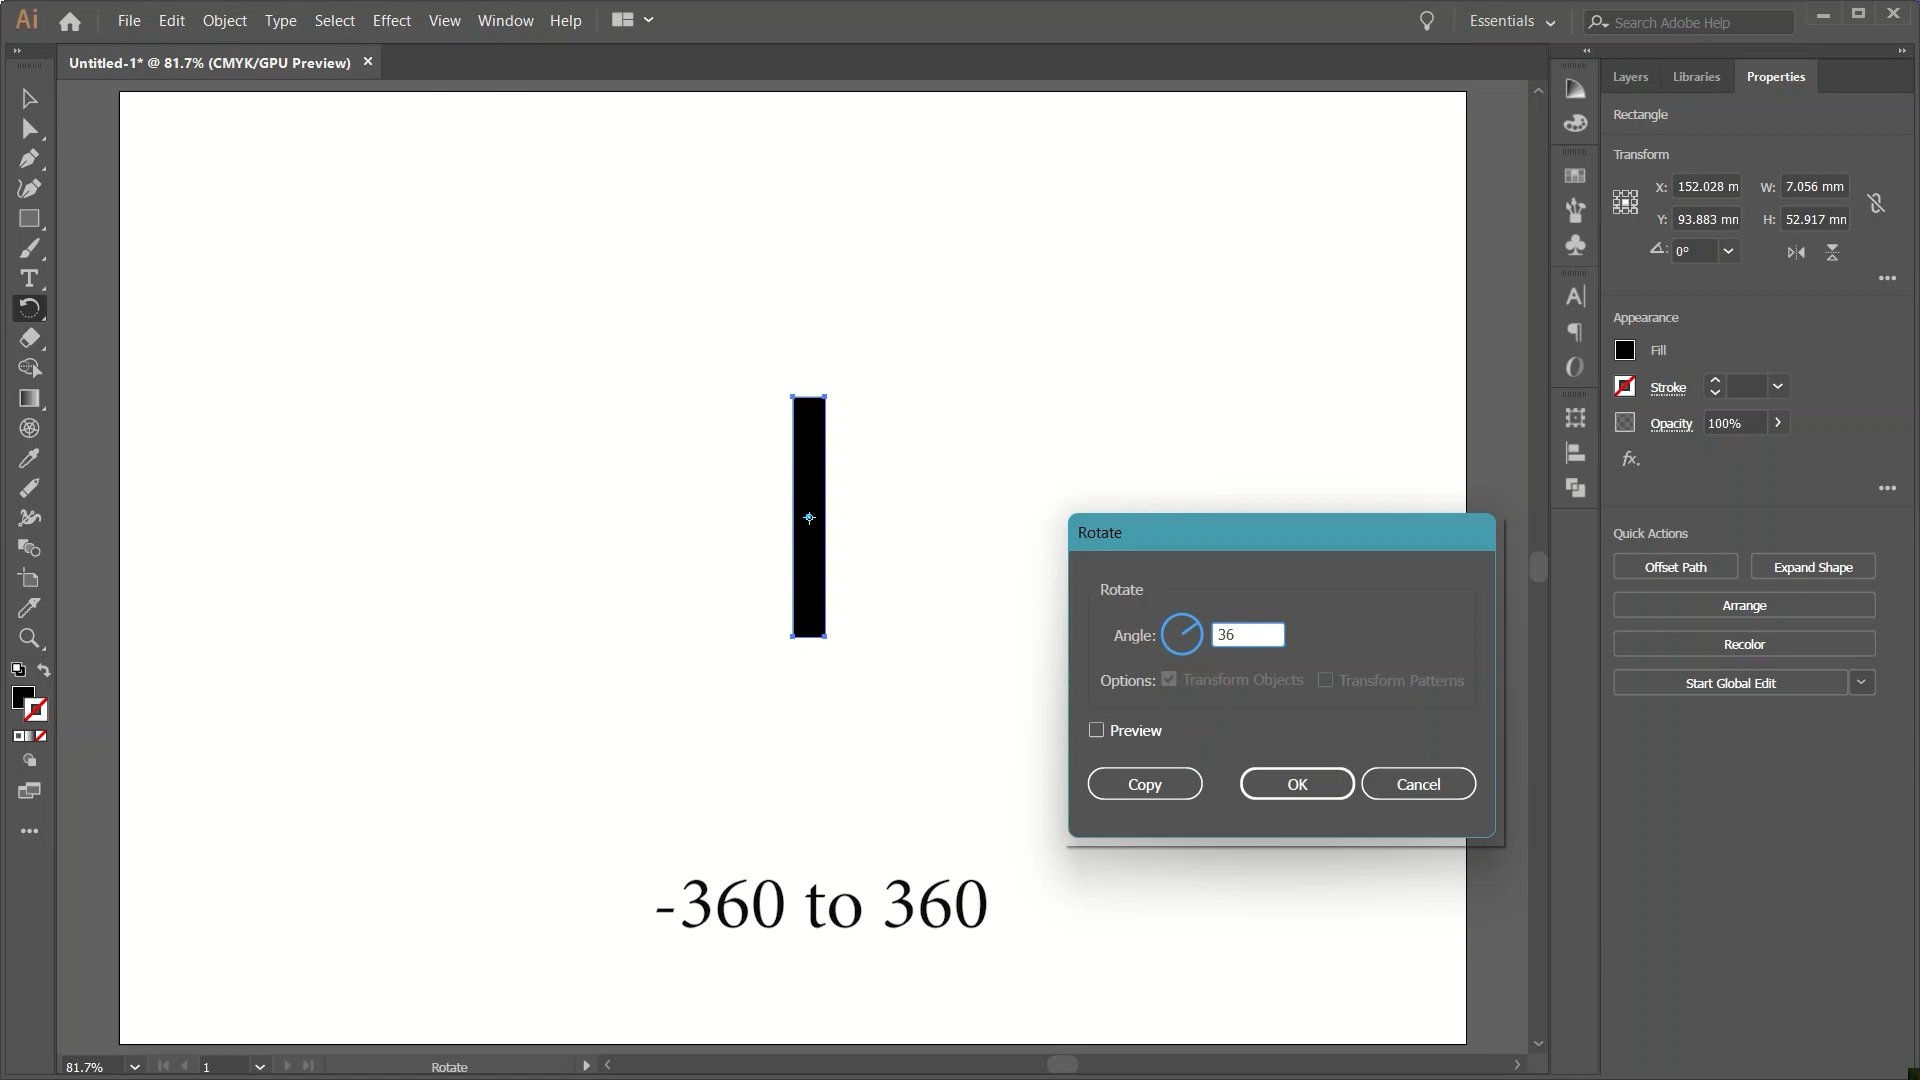 Ai File Edit Object Type Select Effect View Window Help Essentials Search Adobe Help
Untitled-1* @ 81.7% (CMYK/GPU Preview) ×
Layers Libraries Properties
Rectangle
Transform
X: 152.028 m W: 7.056 mm
Y: 93.883 mm H: 52.917 mm
0°
Appearance
Fill
Stroke
Opacity 100%
fx.
Quick Actions
Offset Path Expand Shape
Arrange
Recolor
Start Global Edit
Rotate
Rotate
Angle: 36
Options: Transform Objects Transform Patterns
Preview
Copy OK Cancel
-360 to 360
81.7% 1 Rotate